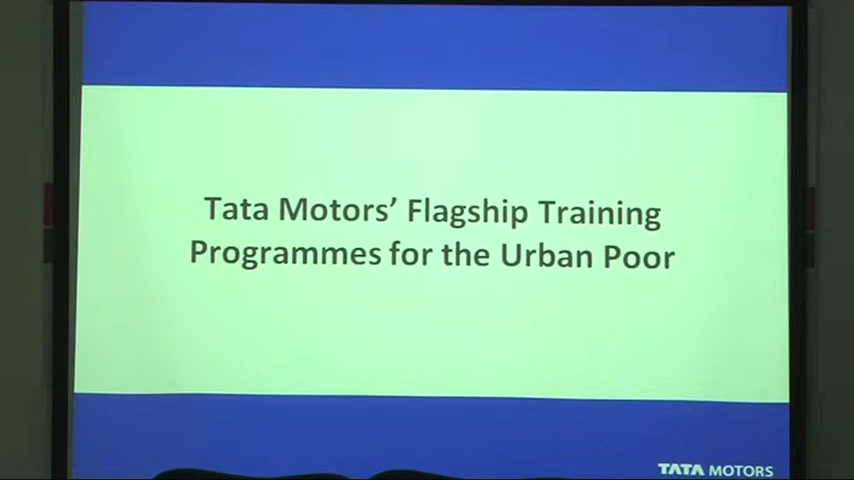 Tata Motors’ Flagship Training
Programmes for the Urban Poor
TATA MOTORS